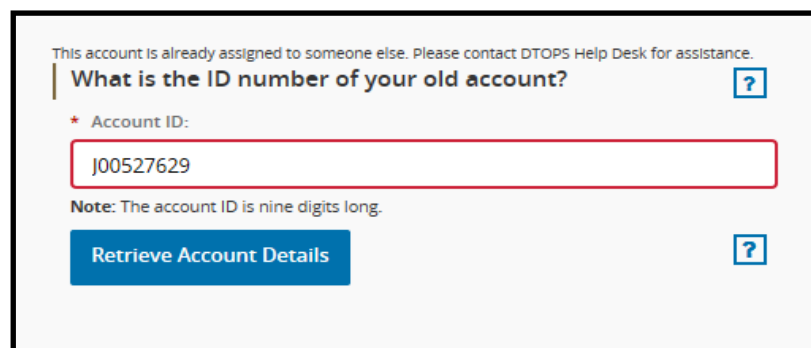 This account is already assigned to someone else. Please contact DTOPS Help Desk for assistance.
What is the ID number of your old account?
?
* Account ID:
J00527629
Note: The account ID is nine digits long.
Retrieve Account Details
?